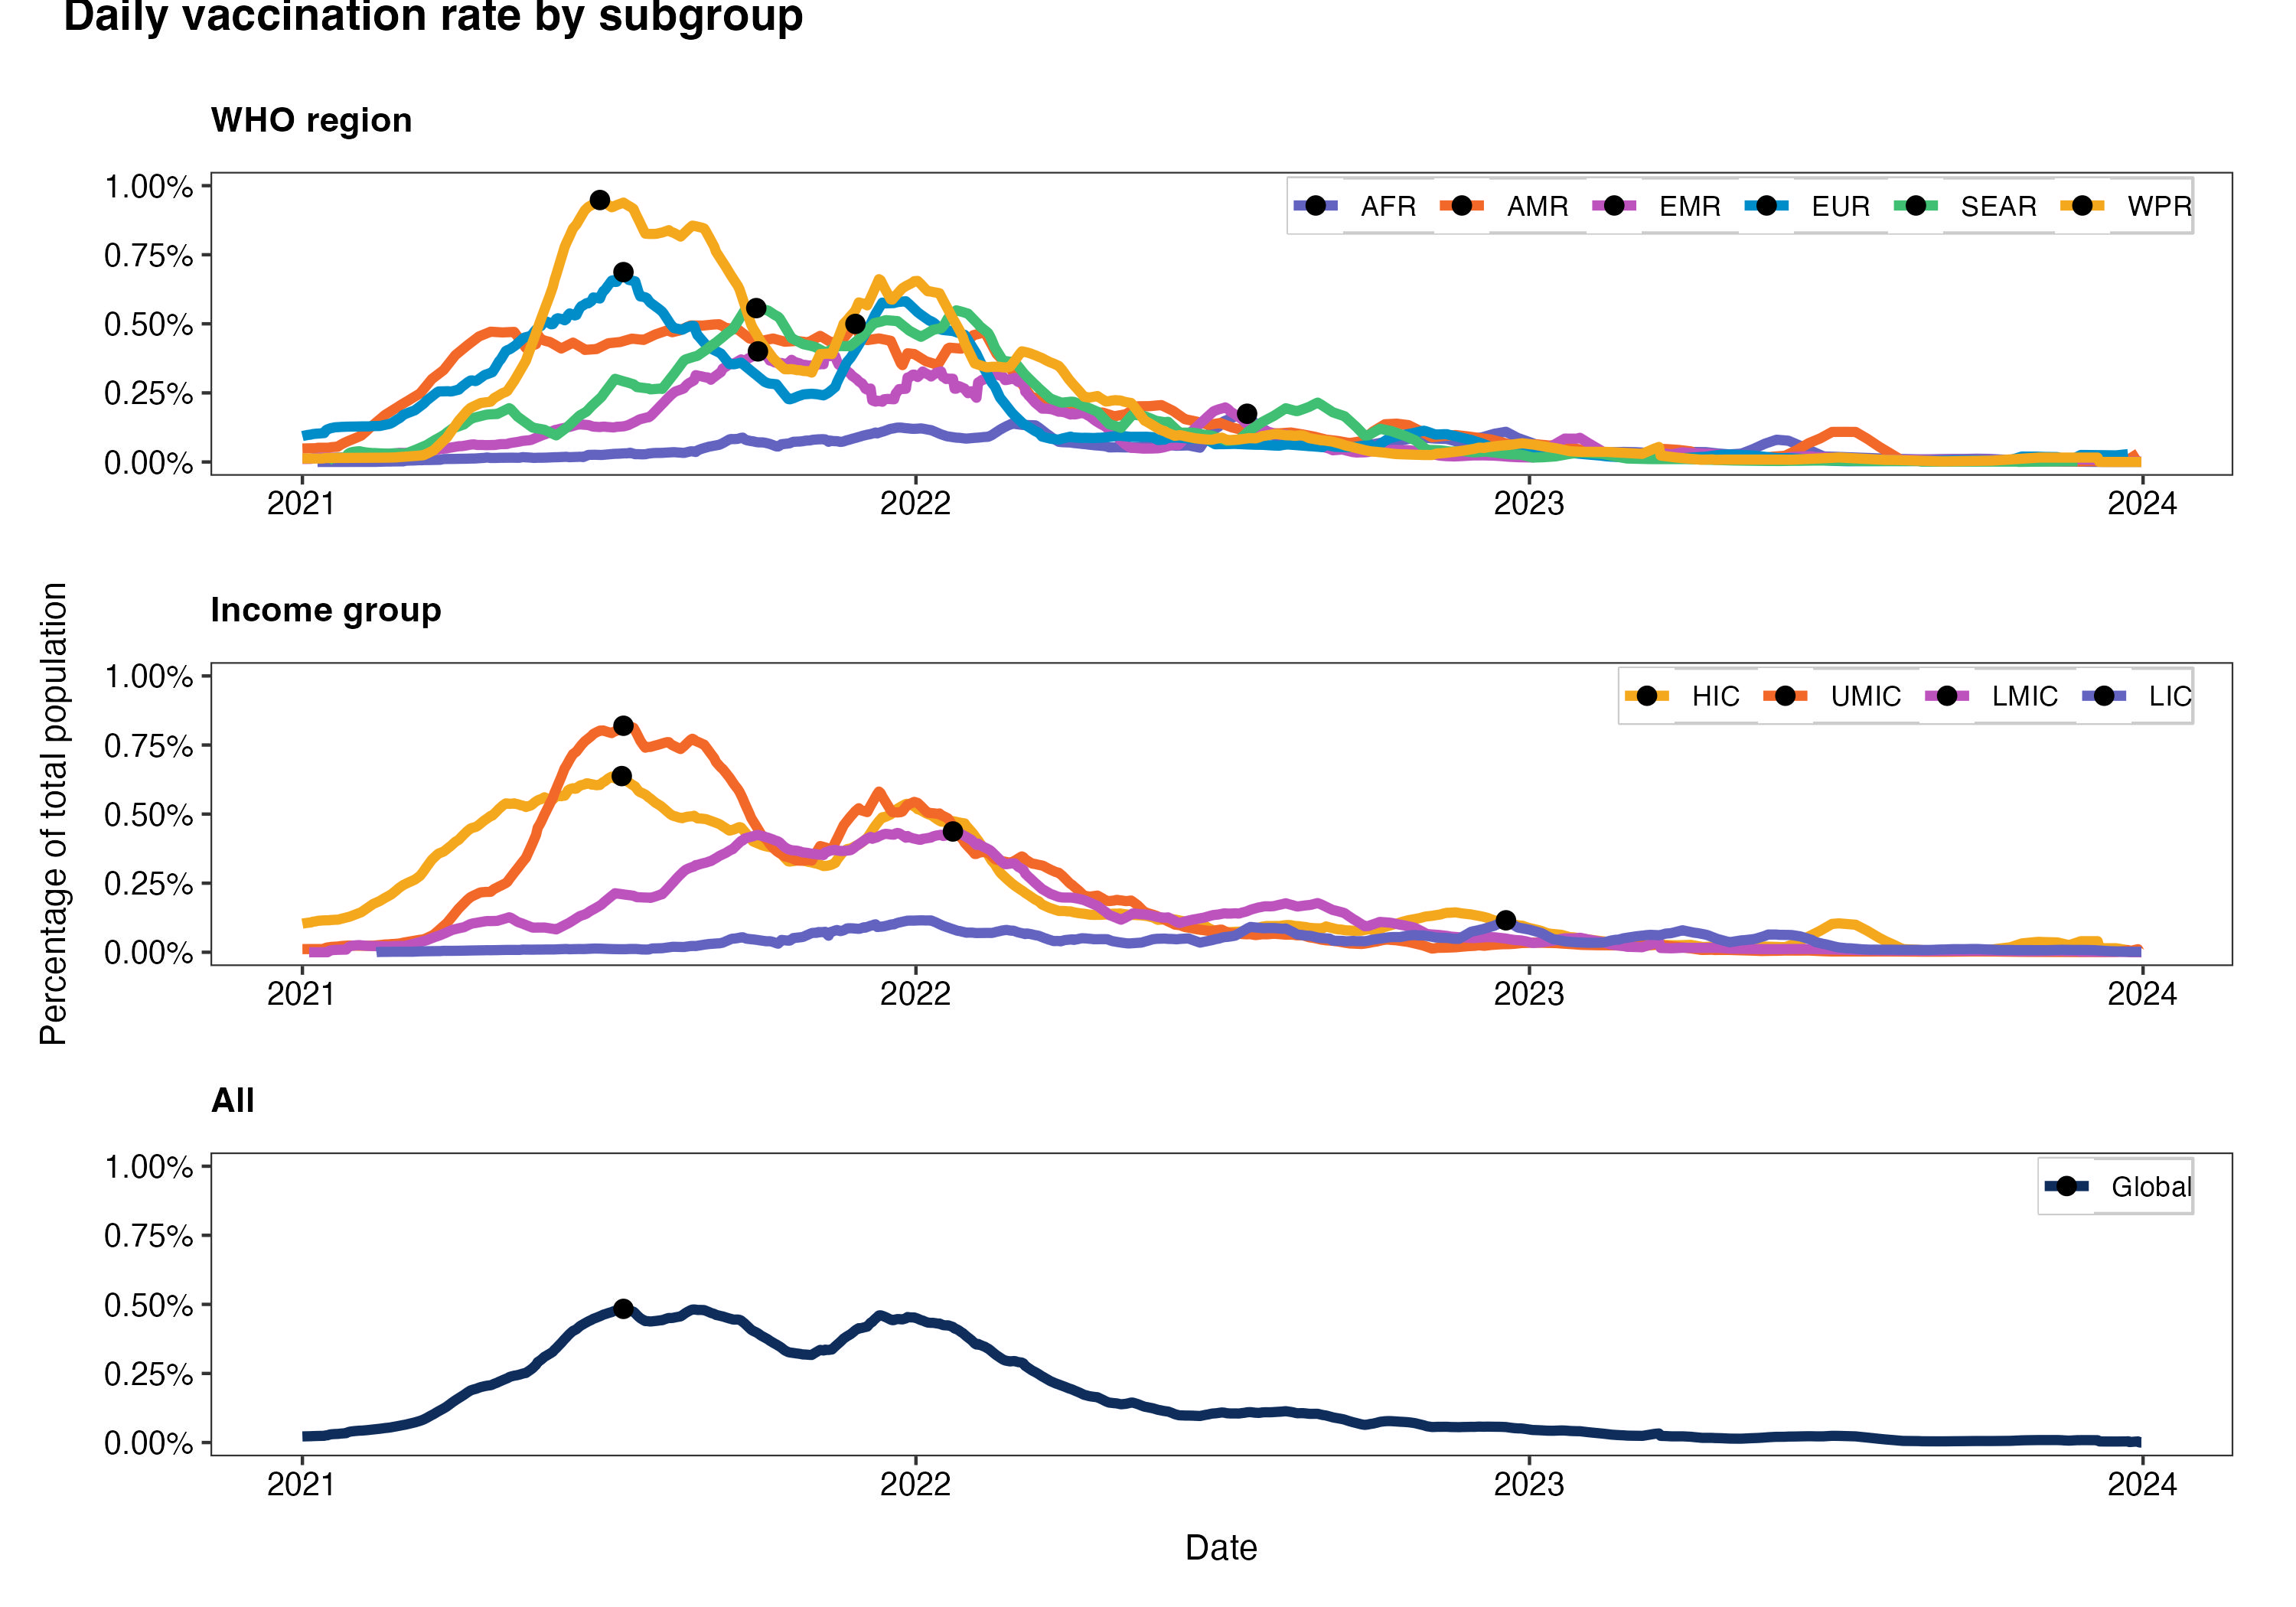 Daily vaccination rate by subgroup
WHO region
1.00%
0.75%
0.50%
0.25%
0.00%
AFR AMR EMR EUR SEAR WPR
2021 2022 2023 2024
Percentage of total population
Income group
1.00%
0.75%
0.50%
0.25%
0.00%
HIC UMIC LMIC LIC
2021 2022 2023 2024
All
1.00%
0.75%
0.50%
0.25%
0.00%
Global
2021 2022 2023 2024
Date